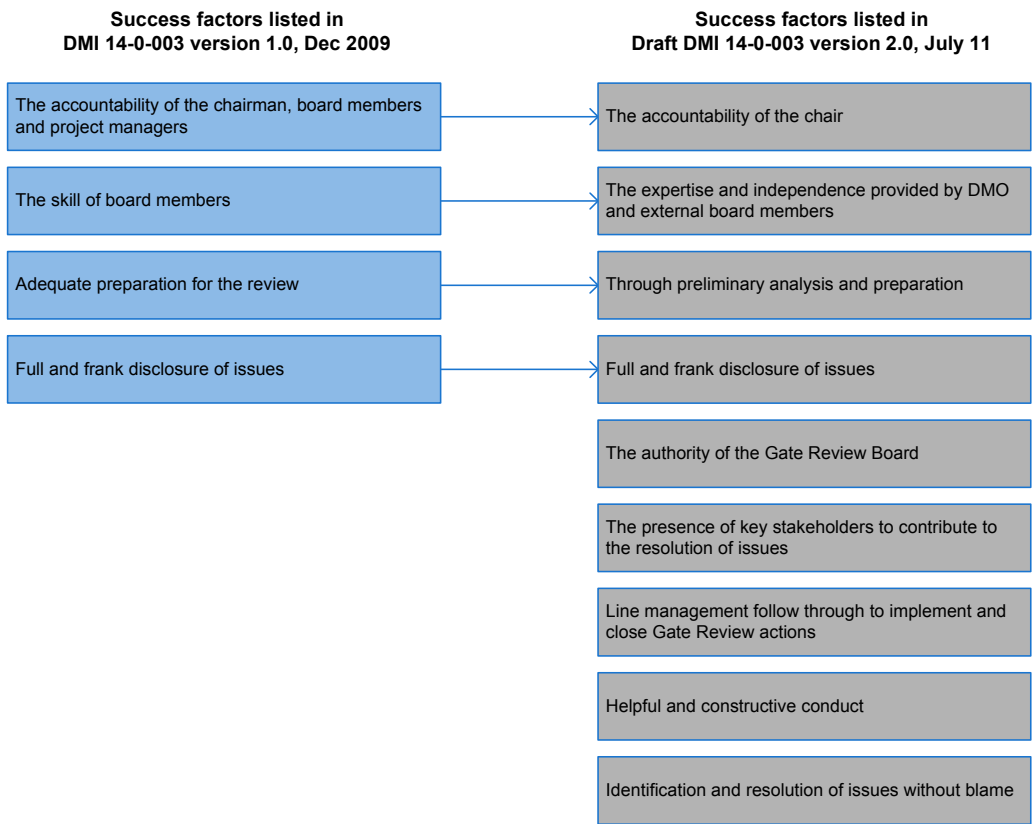 Success factors listed in
DMI 14-0-003 version 1.0, Dec 2009
Success factors listed in
Draft DMI 14-0-003 version 2.0, July 11
The accountability of the chairman, board members
and project managers
The accountability of the chair
The skill of board members
The expertise and independence provided by DMO
and external board members
Adequate preparation for the review
Through preliminary analysis and preparation
Full and frank disclosure of issues
Full and frank disclosure of issues
The authority of the Gate Review Board
The presence of key stakeholders to contribute to
the resolution of issues
Line management follow through to implement and
close Gate Review actions
Helpful and constructive conduct
Identification and resolution of issues without blame